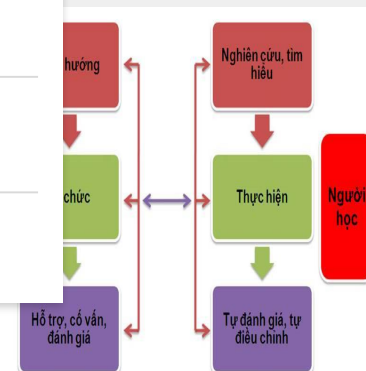 hướng
Nghiên cứu, tìm
hiểu
chức
Thực hiện
Người
học
Hỗ trợ, cố vấn,
đánh giá
Tự đánh giá, tự
điều chỉnh